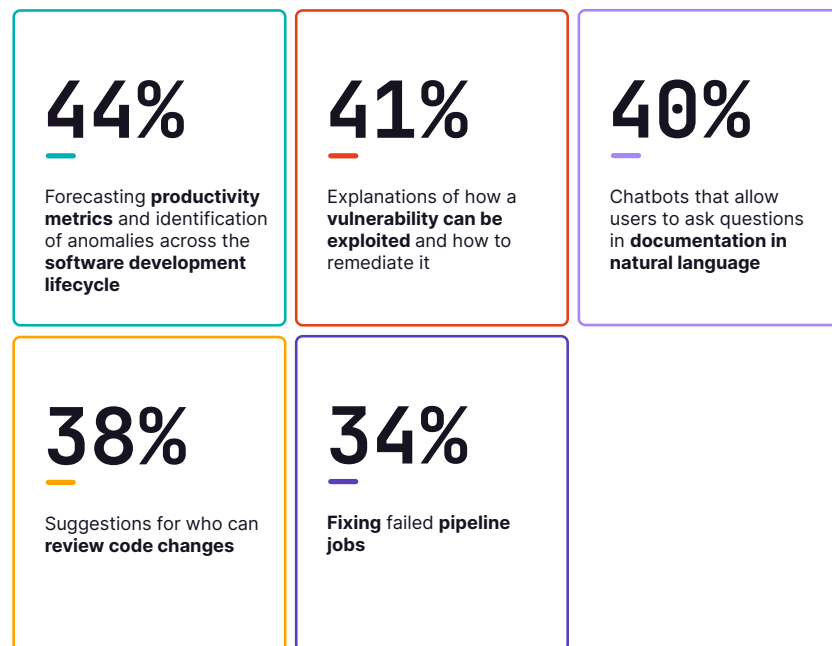 44%
Forecasting productivity
metrics and identification
of anomalies across the
software development
lifecycle
41%
Explanations of how a
vulnerability can be
exploited and how to
remediate it
40%
Chatbots that allow
users to ask questions
in documentation in
natural language
38%
Suggestions for who can
review code changes
34%
Fixing failed pipeline
jobs